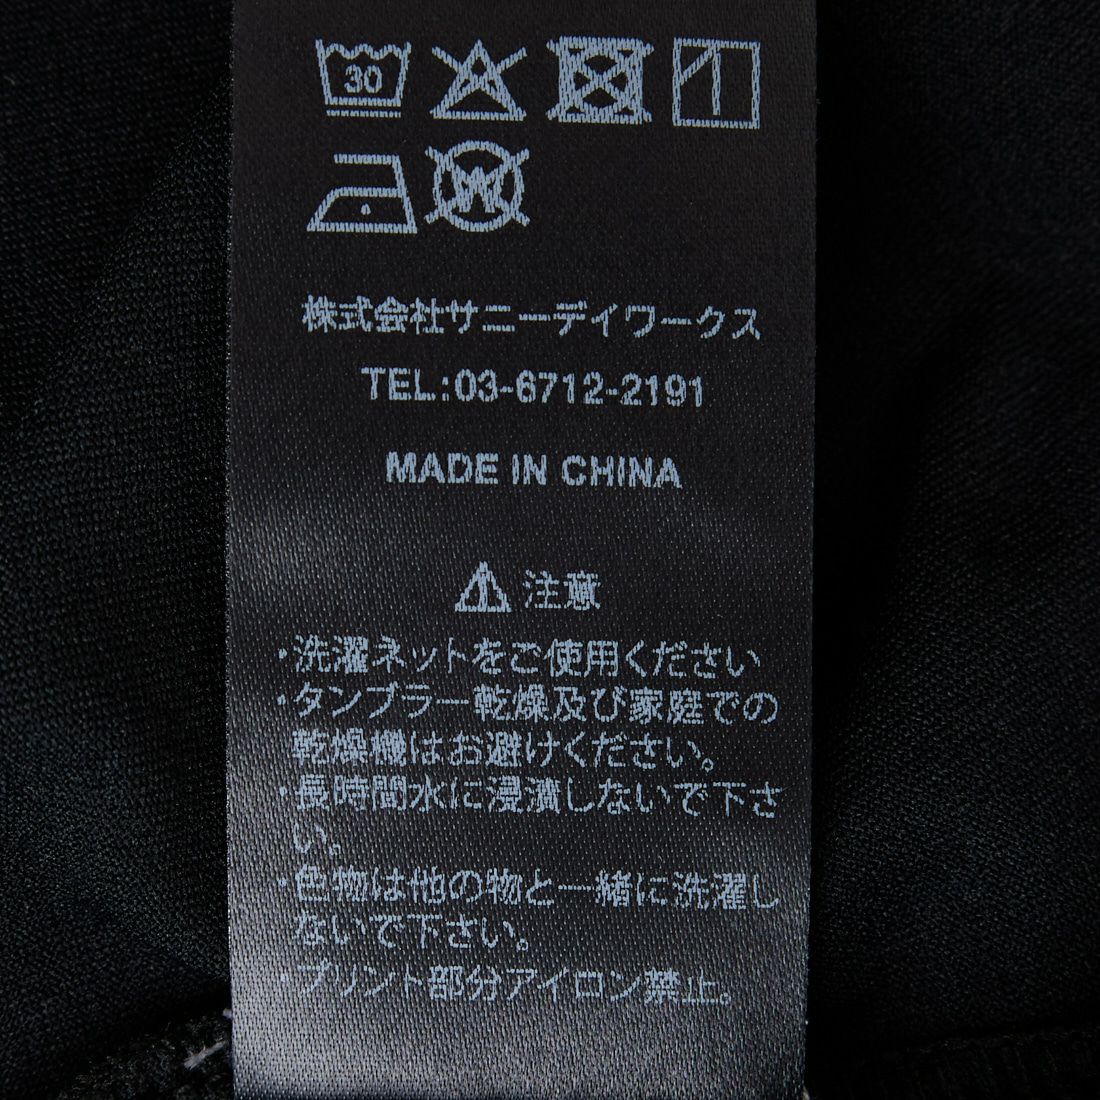 30
W
株式会社サニーデイワークス
TEL:03-6712-2191
MADE IN CHINA
注意
・洗濯ネットをご使用ください
・タンブラー乾燥及び家庭での
乾燥機はお避けください。
・長時間水に浸漬しないで下さ
い。
・色物は他の物と一緒に洗濯し
ないで下さい。
・プリント部分アイロン禁止。